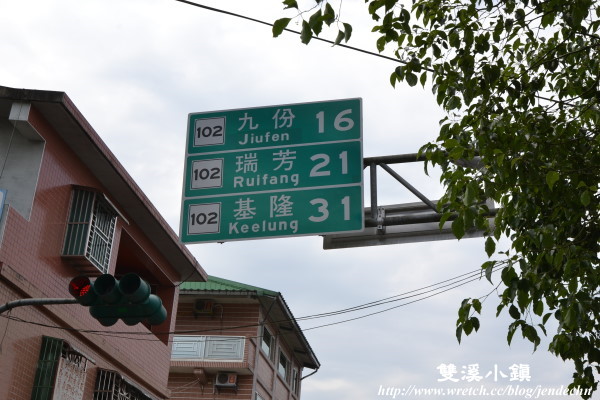 102 九份 16
Jiufen
102 瑞芳 21
Ruifang
102 基隆 31
Keelung
雙溪小鎮
http://www.wretch.cc/blog/jendecht